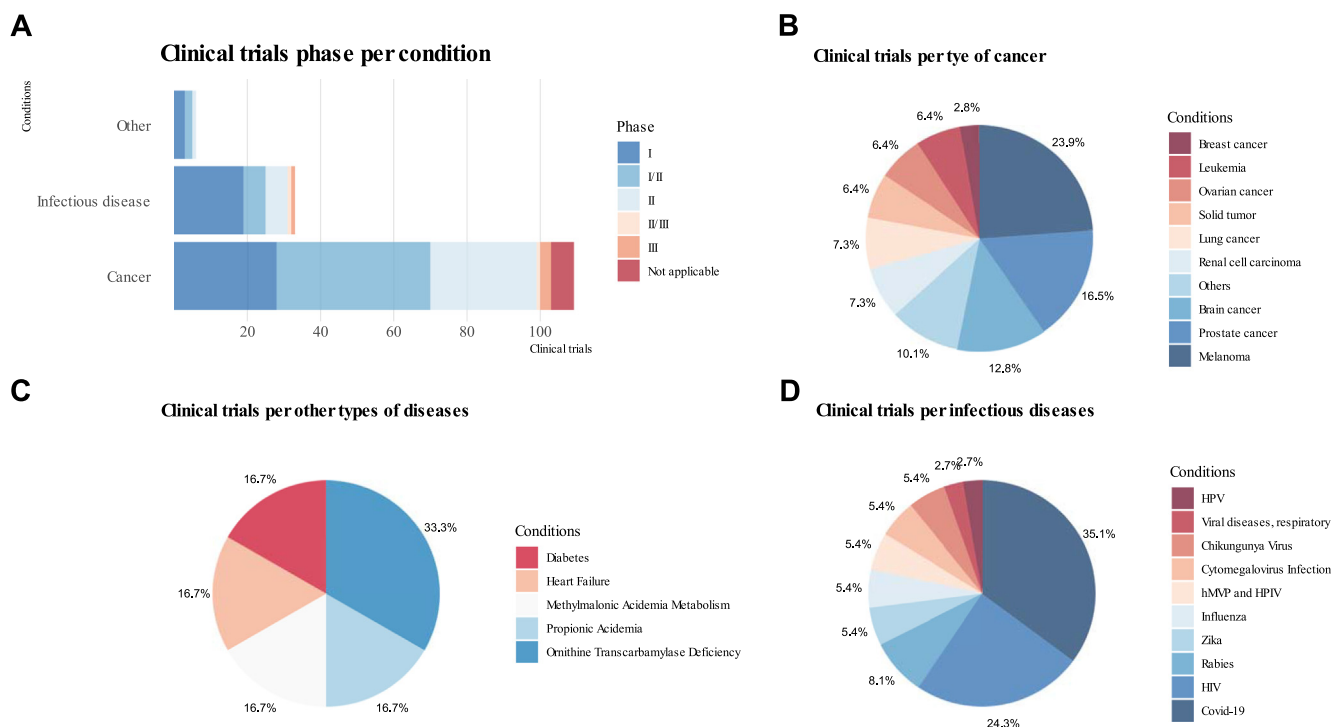 A
Clinical trials phase per condition
Conditions
Other
Infectious disease
Cancer
20
40
60
80
100
Clinical trials
Phase
I
I/II
II
II/III
III
Not applicable
B
Clinical trials per tye of cancer
2.8%
6.4%
6.4%
6.4%
7.3%
7.3%
10.1%
12.8%
16.5%
23.9%
Conditions
Breast cancer
Leukemia
Ovarian cancer
Solid tumor
Lung cancer
Renal cell carcinoma
Others
Brain cancer
Prostate cancer
Melanoma
C
Clinical trials per other types of diseases
16.7%
33.3%
16.7%
16.7%
16.7%
Conditions
Diabetes
Heart Failure
Methylmalonic Acidemia Metabolism
Propionic Acidemia
Ornithine Transcarbamylase Deficiency
D
Clinical trials per infectious diseases
2.7%
2.7%
5.4%
5.4%
5.4%
5.4%
5.4%
8.1%
24.3%
35.1%
Conditions
HPV
Viral diseases, respiratory
Chikungunya Virus
Cytomegalovirus Infection
hMVP and HPIV
Influenza
Zika
Rabies
HIV
Covid-19